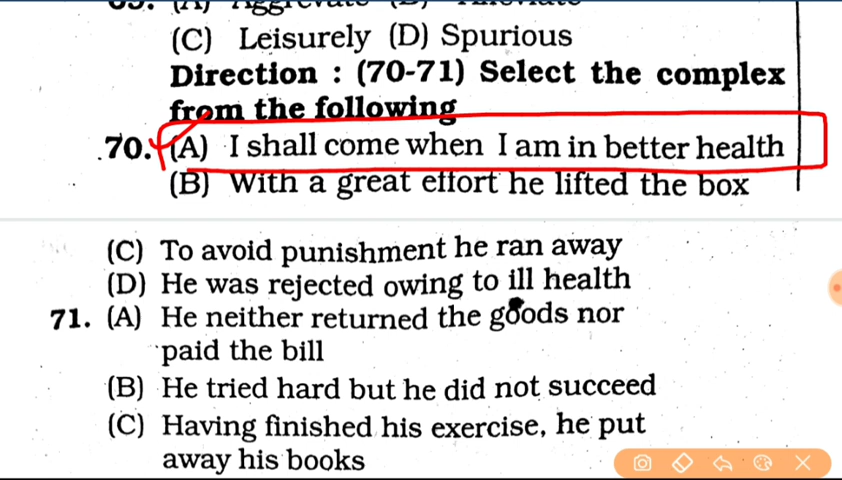 (C) Leisurely (D) Spurious
Direction : (70-71) Select the complex
from the following
.70. (A) I shall come when I am in better health
(B) With a great effort he lifted the box
(C) To avoid punishment he ran away
(D) He was rejected owing to ill health
71. (A) He neither returned the goods nor
paid the bill
(B) He tried hard but he did not succeed
(C) Having finished his exercise, he put
away his books